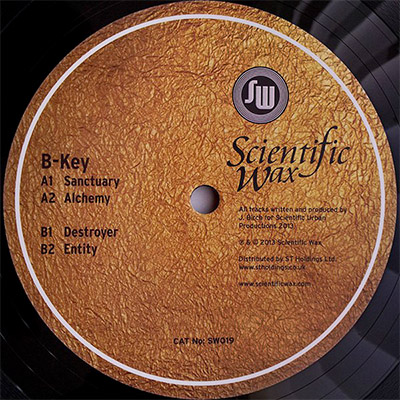 SW
Scientific
Wax
B-Key
A1 Sanctuary
A2 Alchemy
B1 Destroyer
B2 Entity
All tracks written and produced by
J. Birch for Scientific Urban
Productions 2013
℗ & © 2013 Scientific Wax
Distributed by ST Holdings Ltd.
www.stholdings.co.uk
www.scientificwax.com
CAT No: SW019